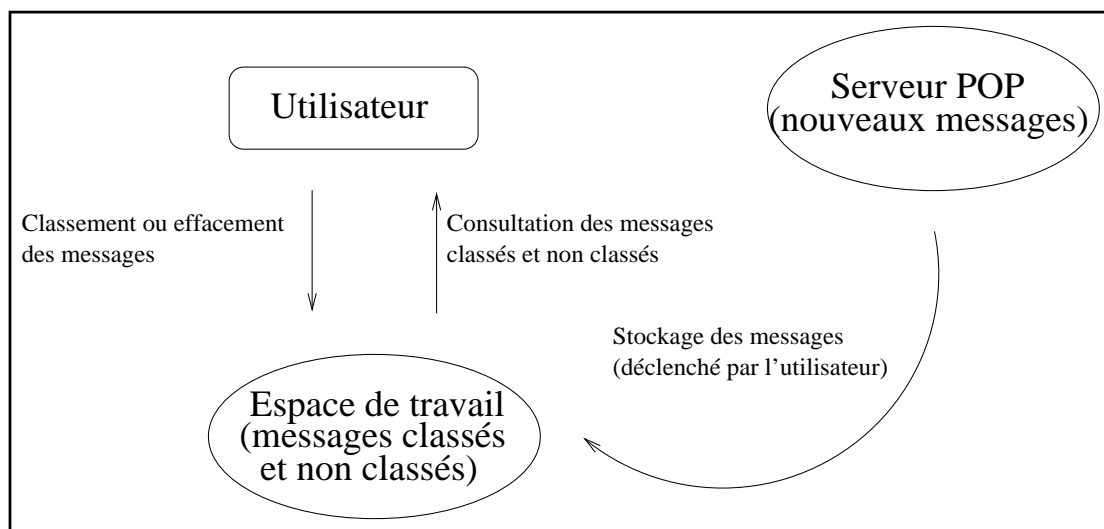 Utilisateur
Serveur POP
(nouveaux messages)
Classement ou effacement
des messages
Consultation des messages
classés et non classés
Stockage des messages
(déclenché par l'utilisateur)
Espace de travail
(messages classés
et non classés)